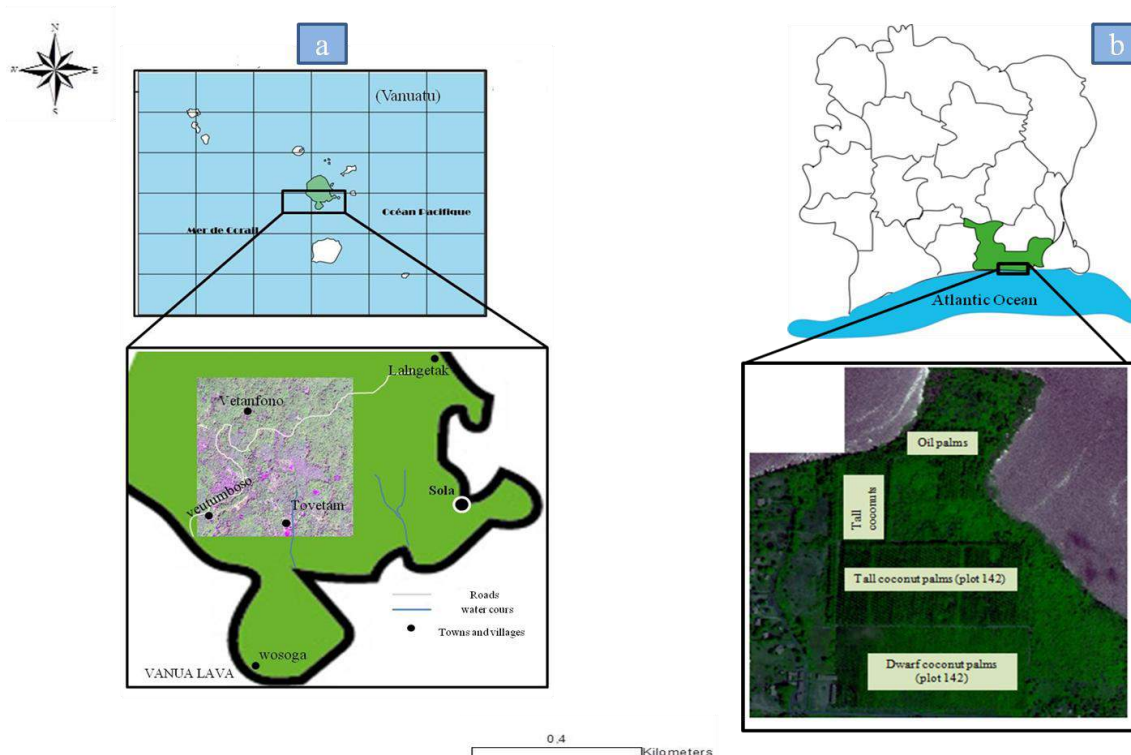 N
E
S
a
b
(Vanuatu)
Océan Pacifique
Mer de Corail
Atlantic Ocean
Lalngetak
Vetanfono
veutumboso
Tovetam
Sola
Roads
water cours
Towns and villages
wosoga
VANUA LAVA
Oil palms
Tall
coconuts
Tall coconut palms (plot 142)
Dwarf coconut palms
(plot 142)
0,4
Kilometers